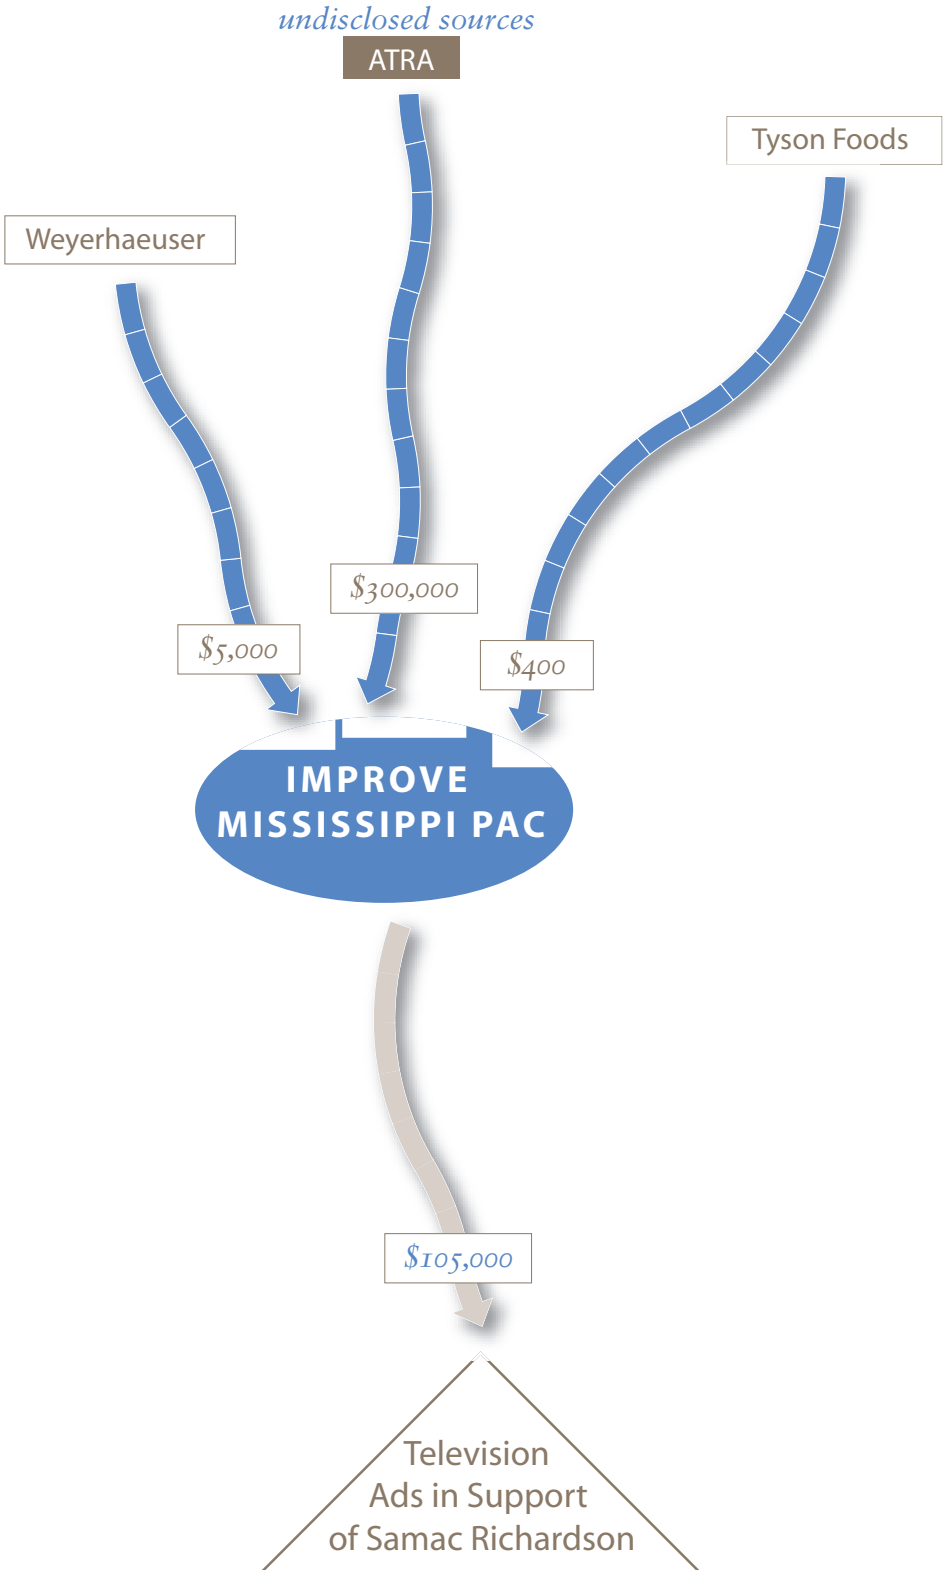 undisclosed sources
ATRA
Tyson Foods
Weyerhaeuser
$300,000
$5,000
$400
IMPROVE
MISSISSIPPI PAC
$105,000
Television
Ads in Support
of Samac Richardson